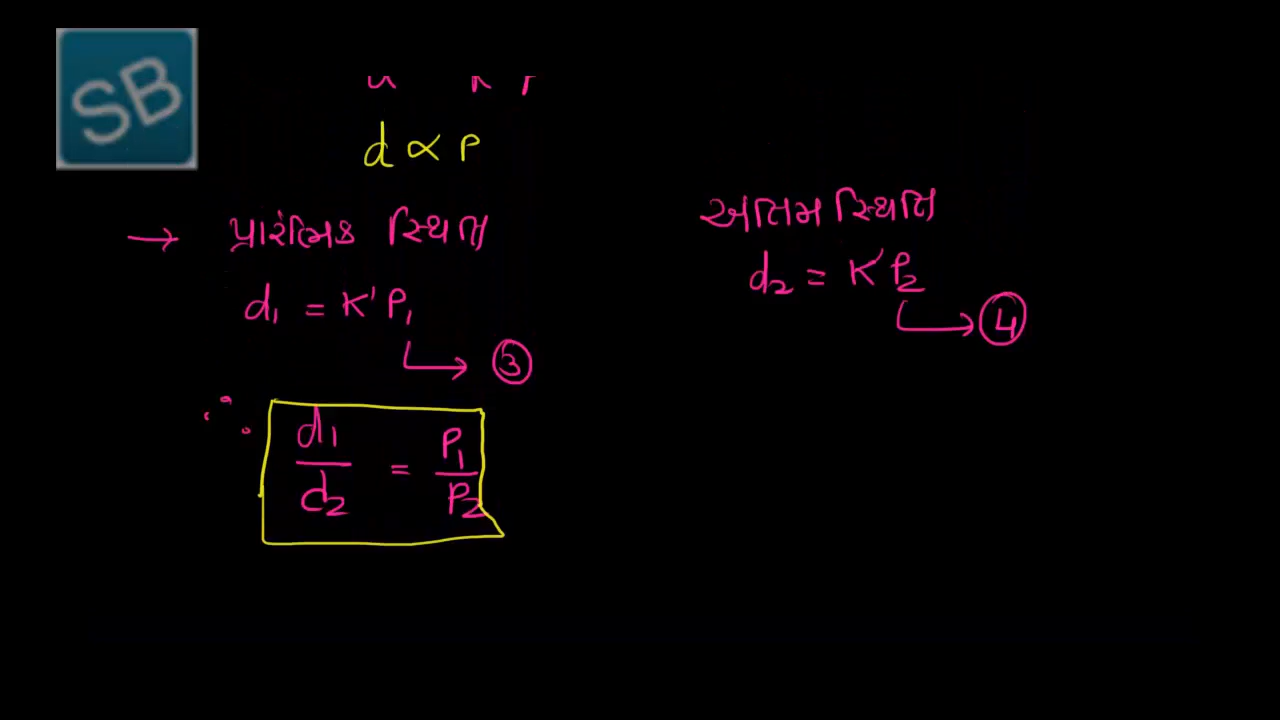 SB
d ∝ P
→ પ્રારંભિક સ્થિતિ
d₁ = K' P₁
→ ③
અંતિમ સ્થિતિ
d₂ = K' P₂
→ ④
∴ d₁/d₂ = P₁/P₂